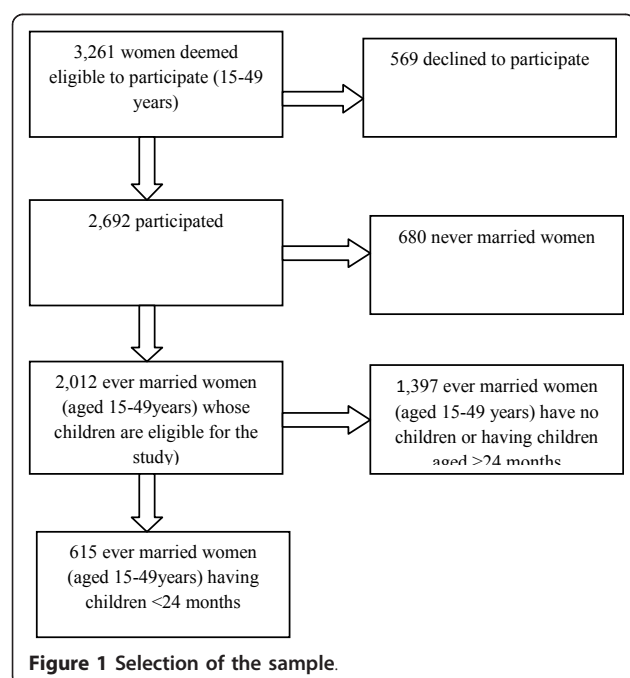 3,261 women deemed
eligible to participate (15-49
years)
569 declined to participate
2,692 participated
680 never married women
2,012 ever married women
(aged 15-49years) whose
children are eligible for the
study)
1,397 ever married women
(aged 15-49 years) have no
children or having children
aged >24 months
615 ever married women
(aged 15-49years) having
children <24 months
Figure 1 Selection of the sample.